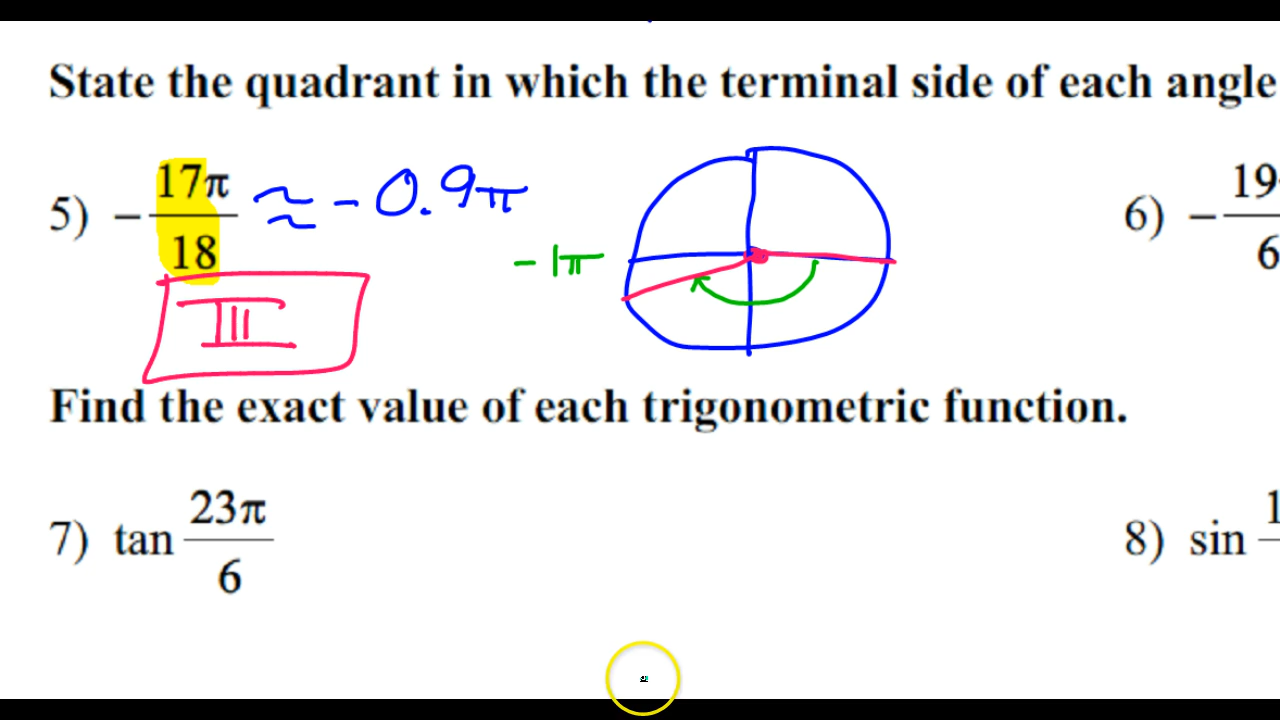 State the quadrant in which the terminal side of each angle
5) -17π/18 ≈ -0.9π
-1π
6) -19/6
III
Find the exact value of each trigonometric function.
7) tan 23π/6
8) sin 1